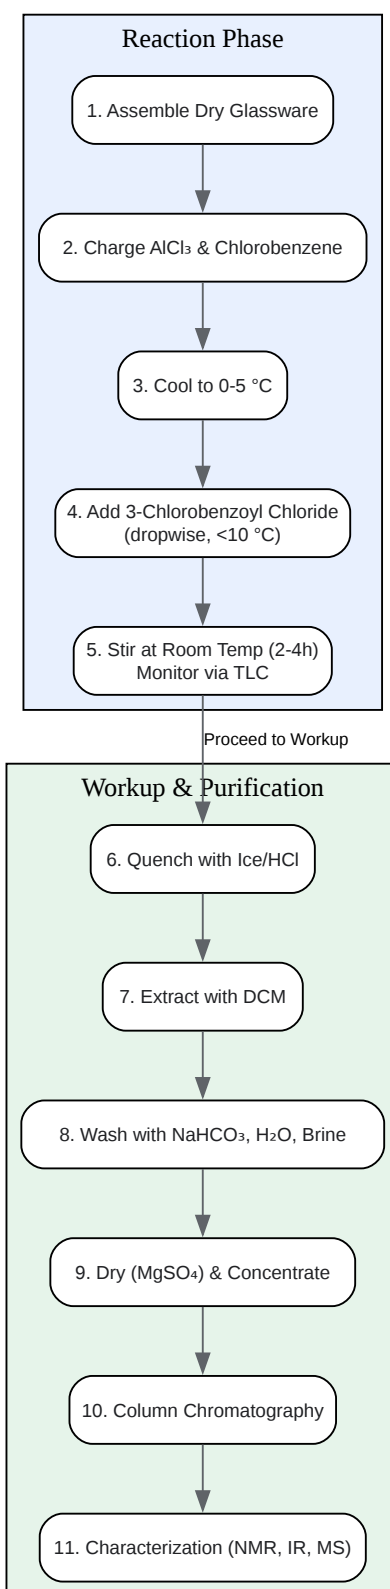 Reaction Phase
1. Assemble Dry Glassware
2. Charge AlCl₃ & Chlorobenzene
3. Cool to 0-5 °C
4. Add 3-Chlorobenzoyl Chloride
(dropwise, <10 °C)
5. Stir at Room Temp (2-4h)
Monitor via TLC
Proceed to Workup
Workup & Purification
6. Quench with Ice/HCl
7. Extract with DCM
8. Wash with NaHCO₃, H₂O, Brine
9. Dry (MgSO₄) & Concentrate
10. Column Chromatography
11. Characterization (NMR, IR, MS)